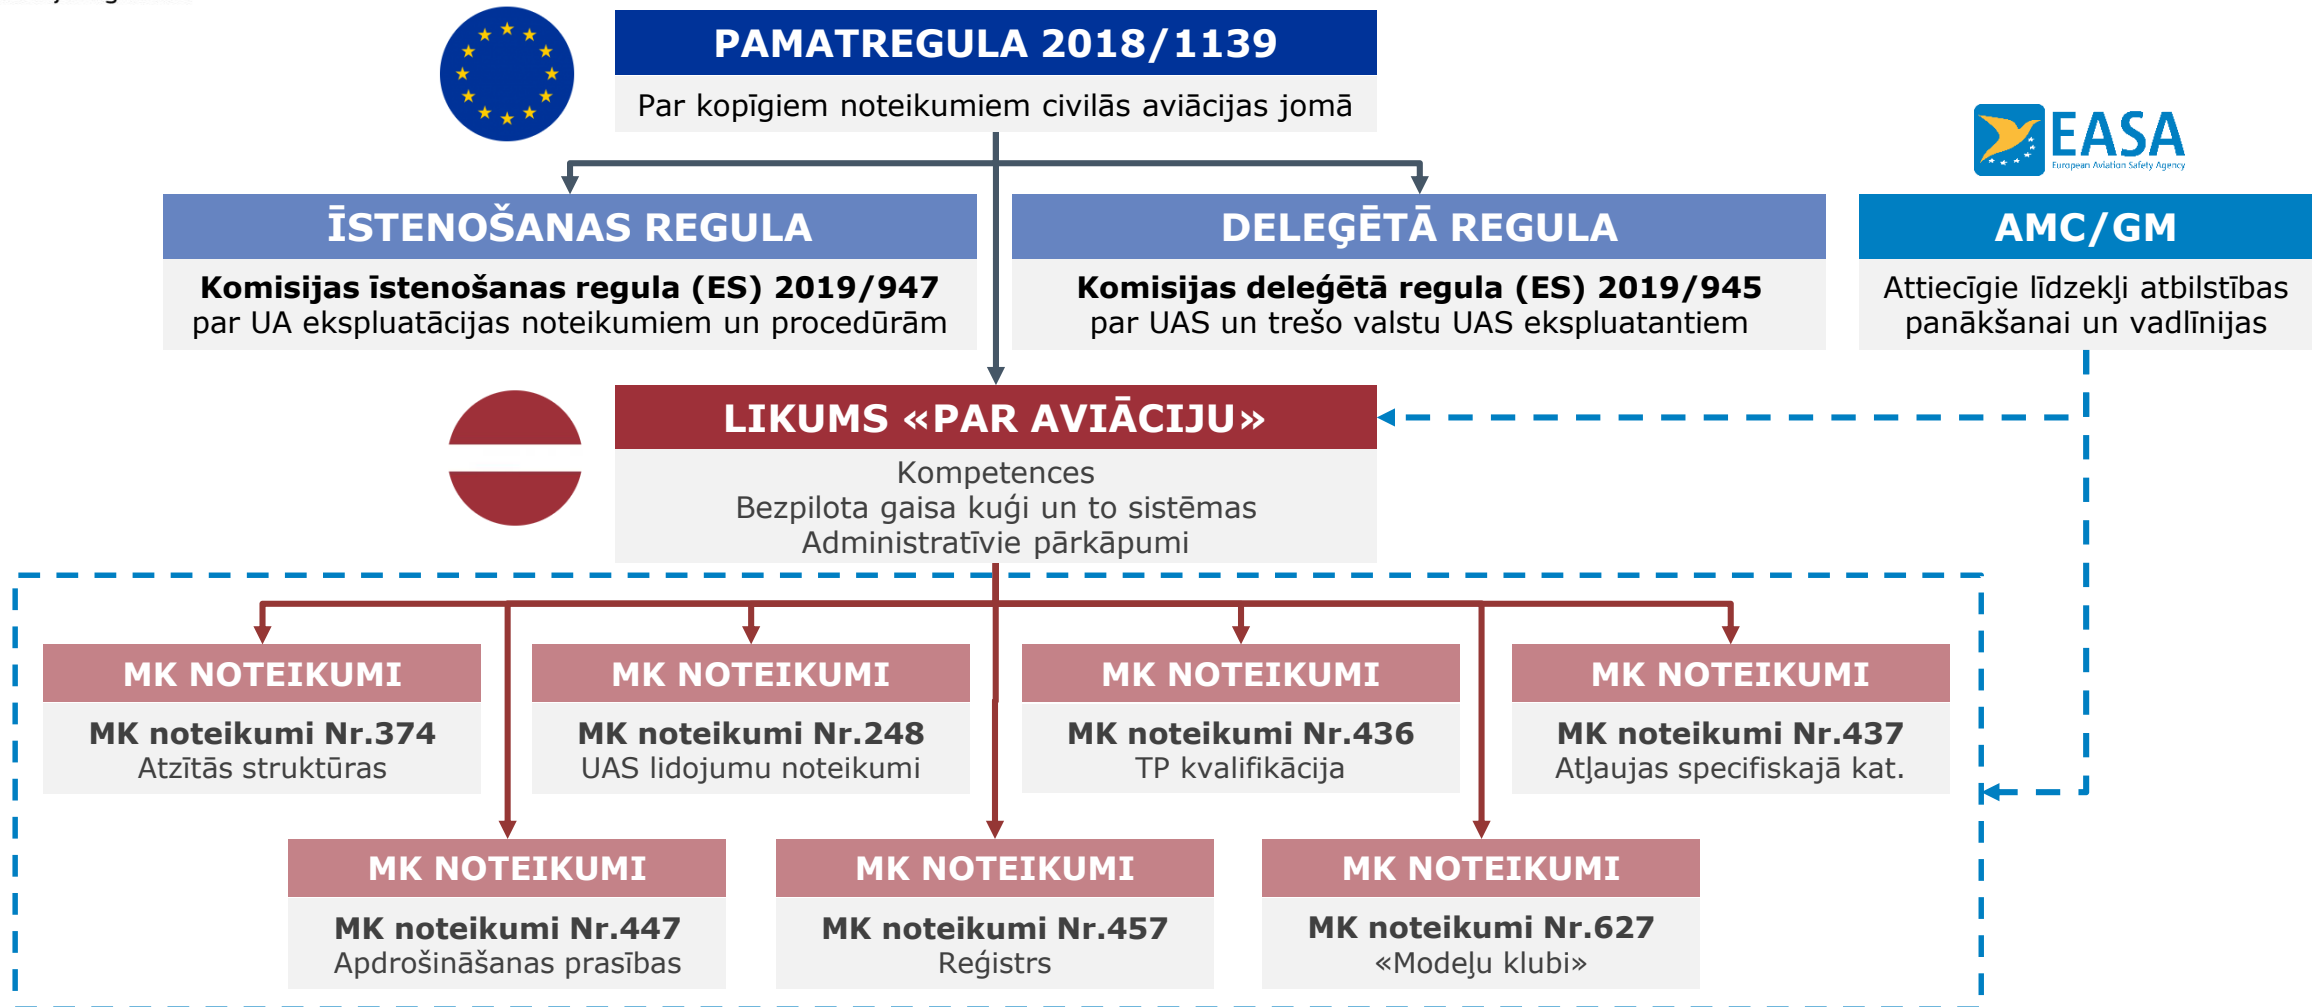 PAMATREGULA 2018/1139
Par kopīgiem noteikumiem civilās aviācijas jomā
EASA
European Aviation Safety Agency
ĪSTENOŠANAS REGULA
Komisijas īstenošanas regula (ES) 2019/947
par UA ekspluatācijas noteikumiem un procedūrām
DELEĢĒTĀ REGULA
Komisijas deleģētā regula (ES) 2019/945
par UAS un trešo valstu UAS ekspluatantiem
AMC/GM
Attiecīgie līdzekļi atbilstības
panākšanai un vadlīnijas
LIKUMS «PAR AVIĀCIJU»
Kompetences
Bezpilota gaisa kuģi un to sistēmas
Administratīvie pārkāpumi
MK NOTEIKUMI
MK noteikumi Nr.374
Atzītās struktūras
MK NOTEIKUMI
MK noteikumi Nr.248
UAS lidojumu noteikumi
MK NOTEIKUMI
MK noteikumi Nr.436
TP kvalifikācija
MK NOTEIKUMI
MK noteikumi Nr.437
Atļaujas specifiskajā kat.
MK NOTEIKUMI
MK noteikumi Nr.447
Apdrošināšanas prasības
MK NOTEIKUMI
MK noteikumi Nr.457
Reģistrs
MK NOTEIKUMI
MK noteikumi Nr.627
«Modeļu klubi»